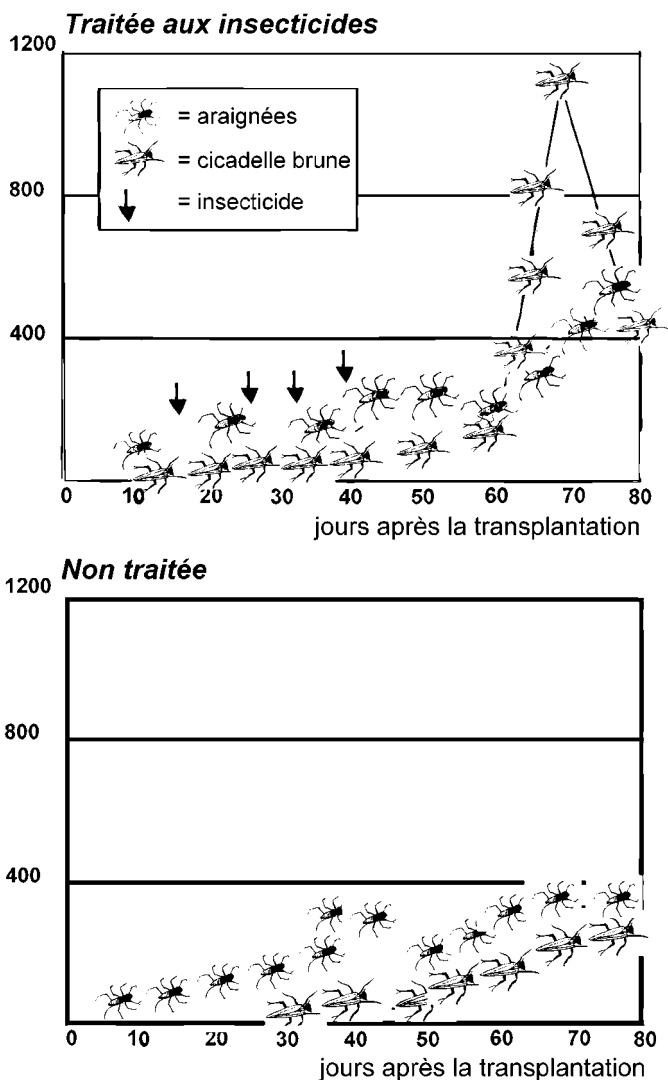 Traitée aux insecticides
1200
= araignées
= cicadelle brune
= insecticide
800
400
0 10 20 30 40 50 60 70 80
jours après la transplantation
Non traitée
1200
800
400
0 10 20 30 40 50 60 70 80
jours après la transplantation